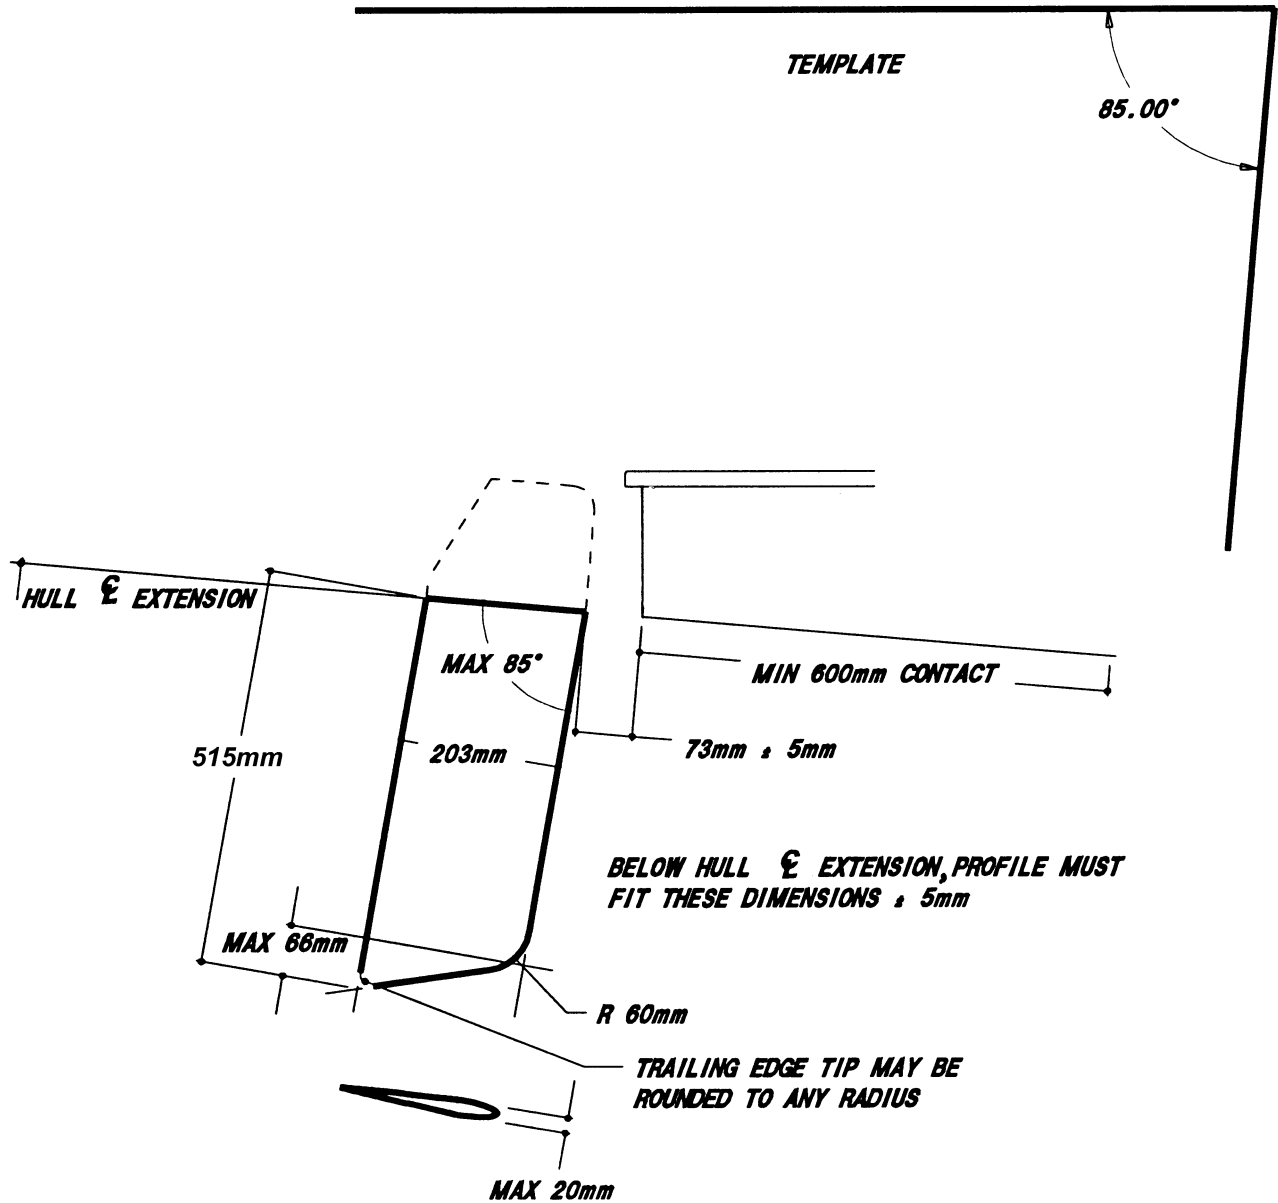 TEMPLATE
85.00°
HULL ℄ EXTENSION
MAX 85°
MIN 600mm CONTACT
515mm
203mm
73mm ± 5mm
BELOW HULL ℄ EXTENSION, PROFILE MUST
FIT THESE DIMENSIONS ± 5mm
MAX 66mm
R 60mm
TRAILING EDGE TIP MAY BE
ROUNDED TO ANY RADIUS
MAX 20mm